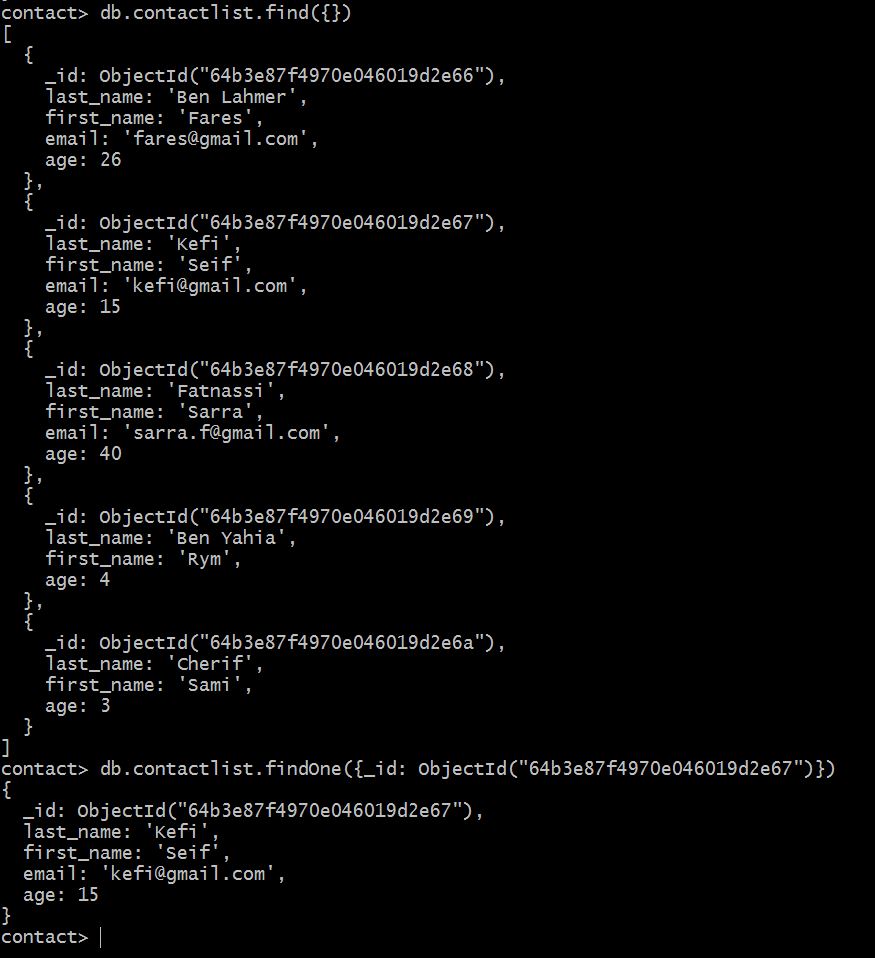 contact> db.contactlist.find({})
[
  {
    _id: ObjectId("64b3e87f4970e046019d2e66"),
    last_name: 'Ben Lahmer',
    first_name: 'Fares',
    email: 'fares@gmail.com',
    age: 26
  },
  {
    _id: ObjectId("64b3e87f4970e046019d2e67"),
    last_name: 'Kefi',
    first_name: 'Seif',
    email: 'kefi@gmail.com',
    age: 15
  },
  {
    _id: ObjectId("64b3e87f4970e046019d2e68"),
    last_name: 'Fatnassi',
    first_name: 'Sarra',
    email: 'sarra.f@gmail.com',
    age: 40
  },
  {
    _id: ObjectId("64b3e87f4970e046019d2e69"),
    last_name: 'Ben Yahia',
    first_name: 'Rym',
    age: 4
  },
  {
    _id: ObjectId("64b3e87f4970e046019d2e6a"),
    last_name: 'Cherif',
    first_name: 'Sami',
    age: 3
  }
]
contact> db.contactlist.findOne({_id: ObjectId("64b3e87f4970e046019d2e67")})
{
  _id: ObjectId("64b3e87f4970e046019d2e67"),
  last_name: 'Kefi',
  first_name: 'Seif',
  email: 'kefi@gmail.com',
  age: 15
}
contact>